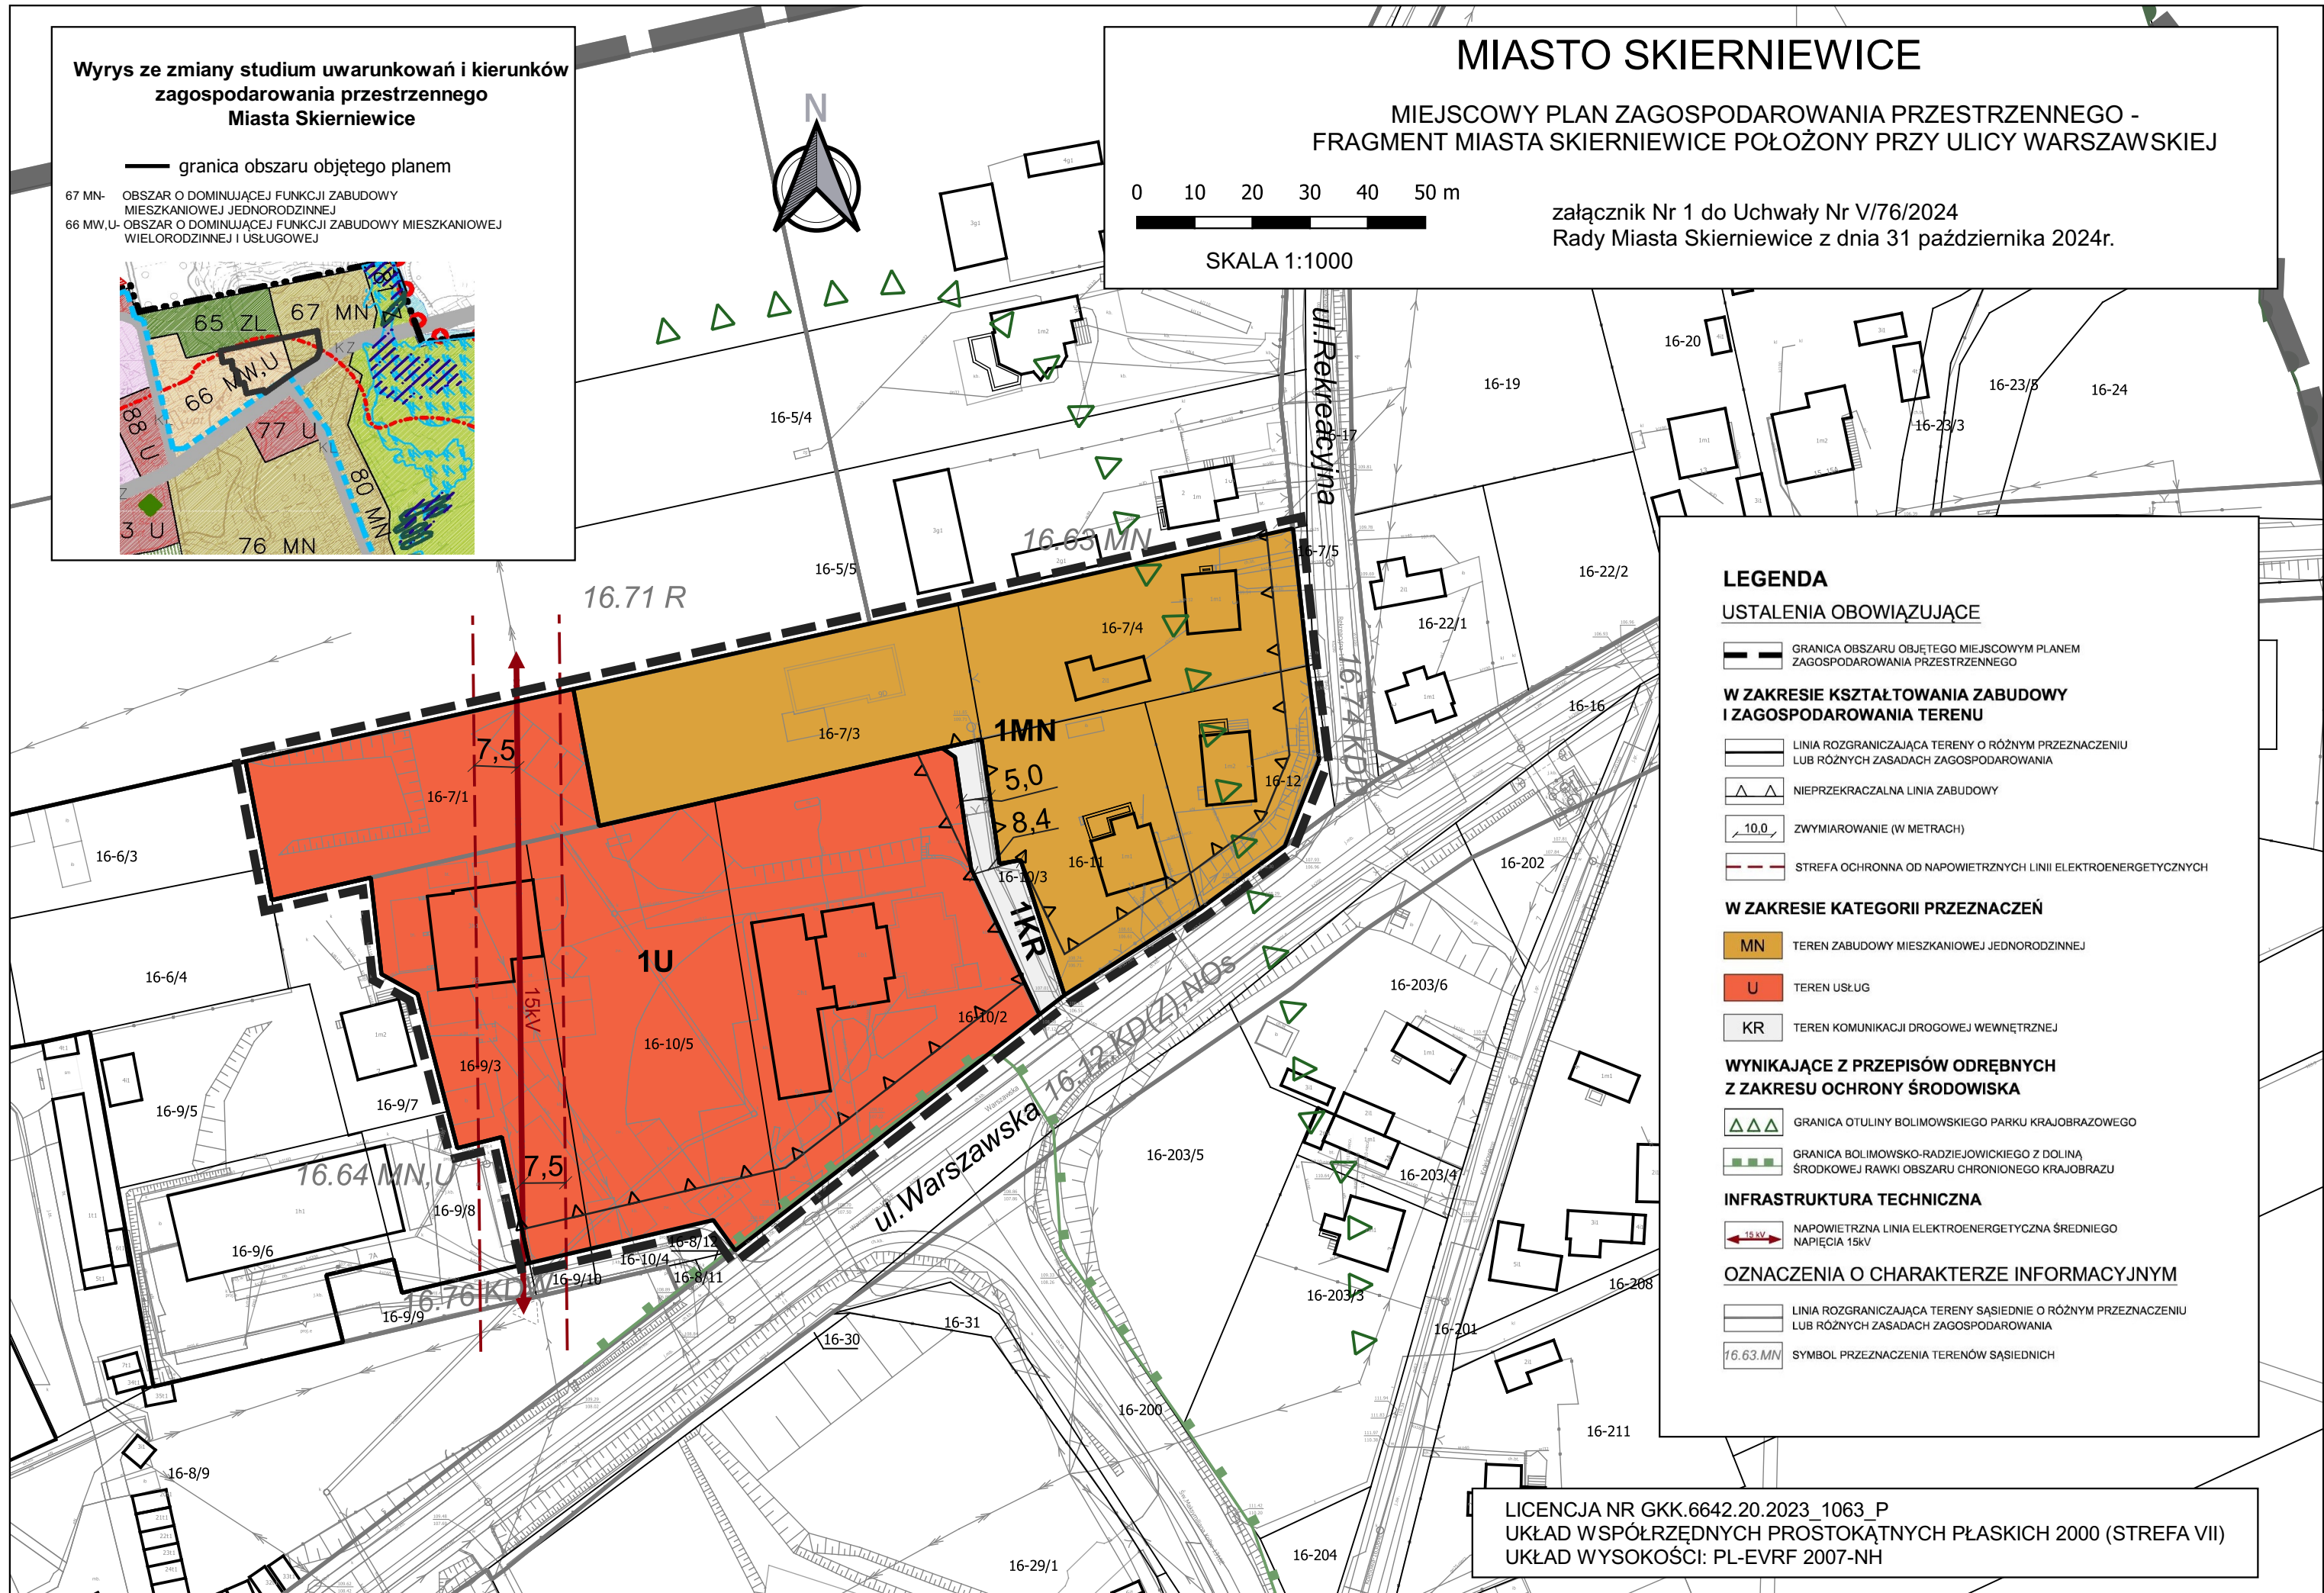 Wyrys ze zmiany studium uwarunkowań i kierunków
zagospodarowania przestrzennego
Miasta Skierniewice
granica obszaru objętego planem
67 MN- OBSZAR O DOMINUJĄCEJ FUNKCJI ZABUDOWY
MIESZKANIOWEJ JEDNORODZINNEJ
66 MW,U- OBSZAR O DOMINUJĄCEJ FUNKCJI ZABUDOWY MIESZKANIOWEJ
WIELORODZINNEJ I USŁUGOWEJ
65 ZL
67 MN
KZ
66 MW,U
88 U
KL
77 U
KL
80 MN
Z
3 U
76 MN
N
MIASTO SKIERNIEWICE
MIEJSCOWY PLAN ZAGOSPODAROWANIA PRZESTRZENNEGO -
FRAGMENT MIASTA SKIERNIEWICE POŁOŻONY PRZY ULICY WARSZAWSKIEJ
0 10 20 30 40 50 m
SKALA 1:1000
załącznik Nr 1 do Uchwały Nr V/76/2024
Rady Miasta Skierniewice z dnia 31 października 2024r.
4g1
3g1
1m2
ul.Rekreacyjna
16-17
16-19
16-20
16-23/5
16-24
16-23/3
1m1
1m2
16-5/4
3g1
16.63 MN
16-5/5
16.71 R
16-7/5
16-22/2
16-22/1
16-7/4
16.74 KDL
16-16
16-7/3
1MN
7,5
5,0
8,4
16-7/1
16-12
16-11
16-10/3
1KR
16-6/3
16-6/4
1U
15kV
16-10/5
16-10/2
16-9/3
16-9/5
16-9/7
7,5
16.64 MN,U
16-9/8
16-9/6
7A
16-8/12
16-10/4
16-8/11
16-9/10
16.76 KDW
16-9/9
16-8/9
ul.Warszawska
Warszawska
16.12.KD(Z),NOs
16-202
16-203/6
16-203/5
16-203/4
16-203/3
16-201
16-208
16-30
16-31
16-200
16-211
16-204
16-29/1
LEGENDA
USTALENIA OBOWIĄZUJĄCE
GRANICA OBSZARU OBJĘTEGO MIEJSCOWYM PLANEM
ZAGOSPODAROWANIA PRZESTRZENNEGO
W ZAKRESIE KSZTAŁTOWANIA ZABUDOWY
I ZAGOSPODAROWANIA TERENU
LINIA ROZGRANICZAJĄCA TERENY O RÓŻNYM PRZEZNACZENIU
LUB RÓŻNYCH ZASADACH ZAGOSPODAROWANIA
NIEPRZEKRACZALNA LINIA ZABUDOWY
10,0 ZWYMIAROWANIE (W METRACH)
STREFA OCHRONNA OD NAPOWIETRZNYCH LINII ELEKTROENERGETYCZNYCH
W ZAKRESIE KATEGORII PRZEZNACZEŃ
MN TEREN ZABUDOWY MIESZKANIOWEJ JEDNORODZINNEJ
U TEREN USŁUG
KR TEREN KOMUNIKACJI DROGOWEJ WEWNĘTRZNEJ
WYNIKAJĄCE Z PRZEPISÓW ODRĘBNYCH
Z ZAKRESU OCHRONY ŚRODOWISKA
GRANICA OTULINY BOLIMOWSKIEGO PARKU KRAJOBRAZOWEGO
GRANICA BOLIMOWSKO-RADZIEJOWICKIEGO Z DOLINĄ
ŚRODKOWEJ RAWKI OBSZARU CHRONIONEGO KRAJOBRAZU
INFRASTRUKTURA TECHNICZNA
15 kV NAPOWIETRZNA LINIA ELEKTROENERGETYCZNA ŚREDNIEGO
NAPIĘCIA 15kV
OZNACZENIA O CHARAKTERZE INFORMACYJNYM
LINIA ROZGRANICZAJĄCA TERENY SĄSIEDNIE O RÓŻNYM PRZEZNACZENIU
LUB RÓŻNYCH ZASADACH ZAGOSPODAROWANIA
16.63.MN SYMBOL PRZEZNACZENIA TERENÓW SĄSIEDNICH
LICENCJA NR GKK.6642.20.2023_1063_P
UKŁAD WSPÓŁRZĘDNYCH PROSTOKĄTNYCH PŁASKICH 2000 (STREFA VII)
UKŁAD WYSOKOŚCI: PL-EVRF 2007-NH